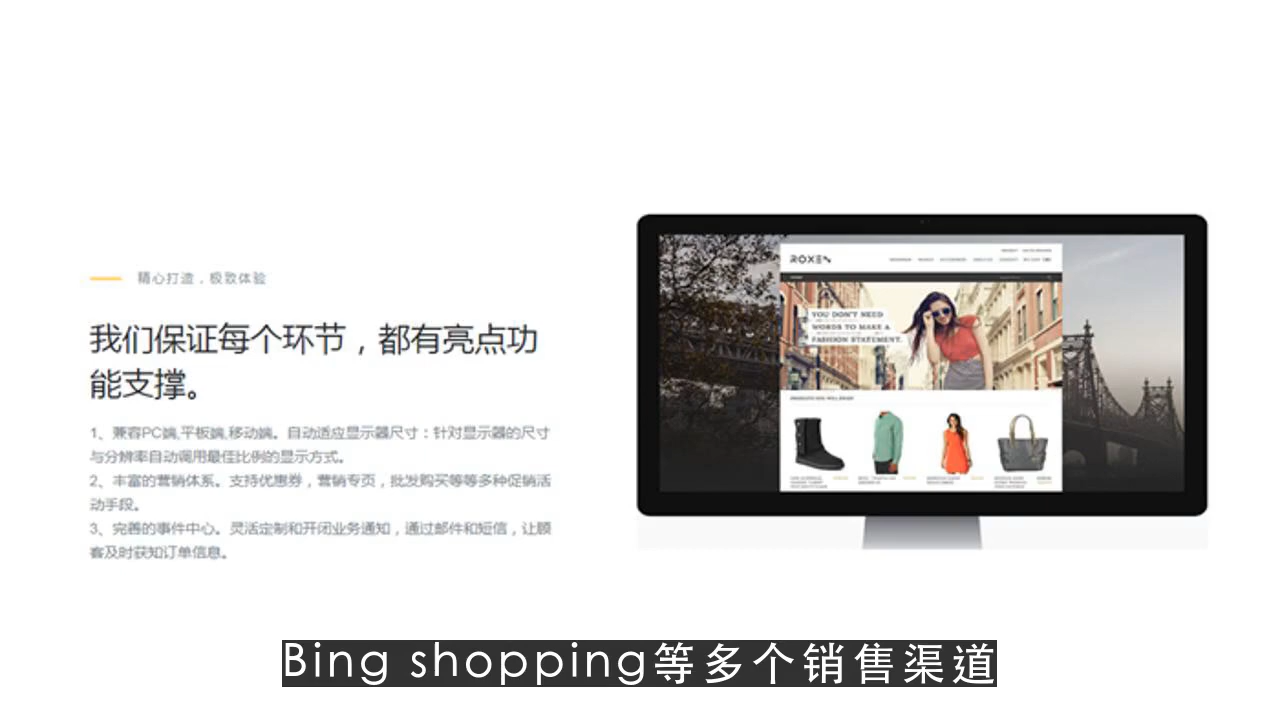 精心打造，极致体验
我们保证每个环节，都有亮点功
能支撑。
1、兼容PC端,平板端,移动端。自动适应显示器尺寸：针对显示器的尺寸
与分辨率自动调用最佳比例的显示方式。
2、丰富的营销体系。支持优惠券，营销专页，批发购买等等多种促销活
动手段。
3、完善的事件中心。灵活定制和开闭业务通知，通过邮件和短信，让顾
客及时获知订单信息。
ROXEN
YOU DON'T NEED
WORDS TO MAKE A
FASHION STATEMENT.
Bing shopping等多个销售渠道